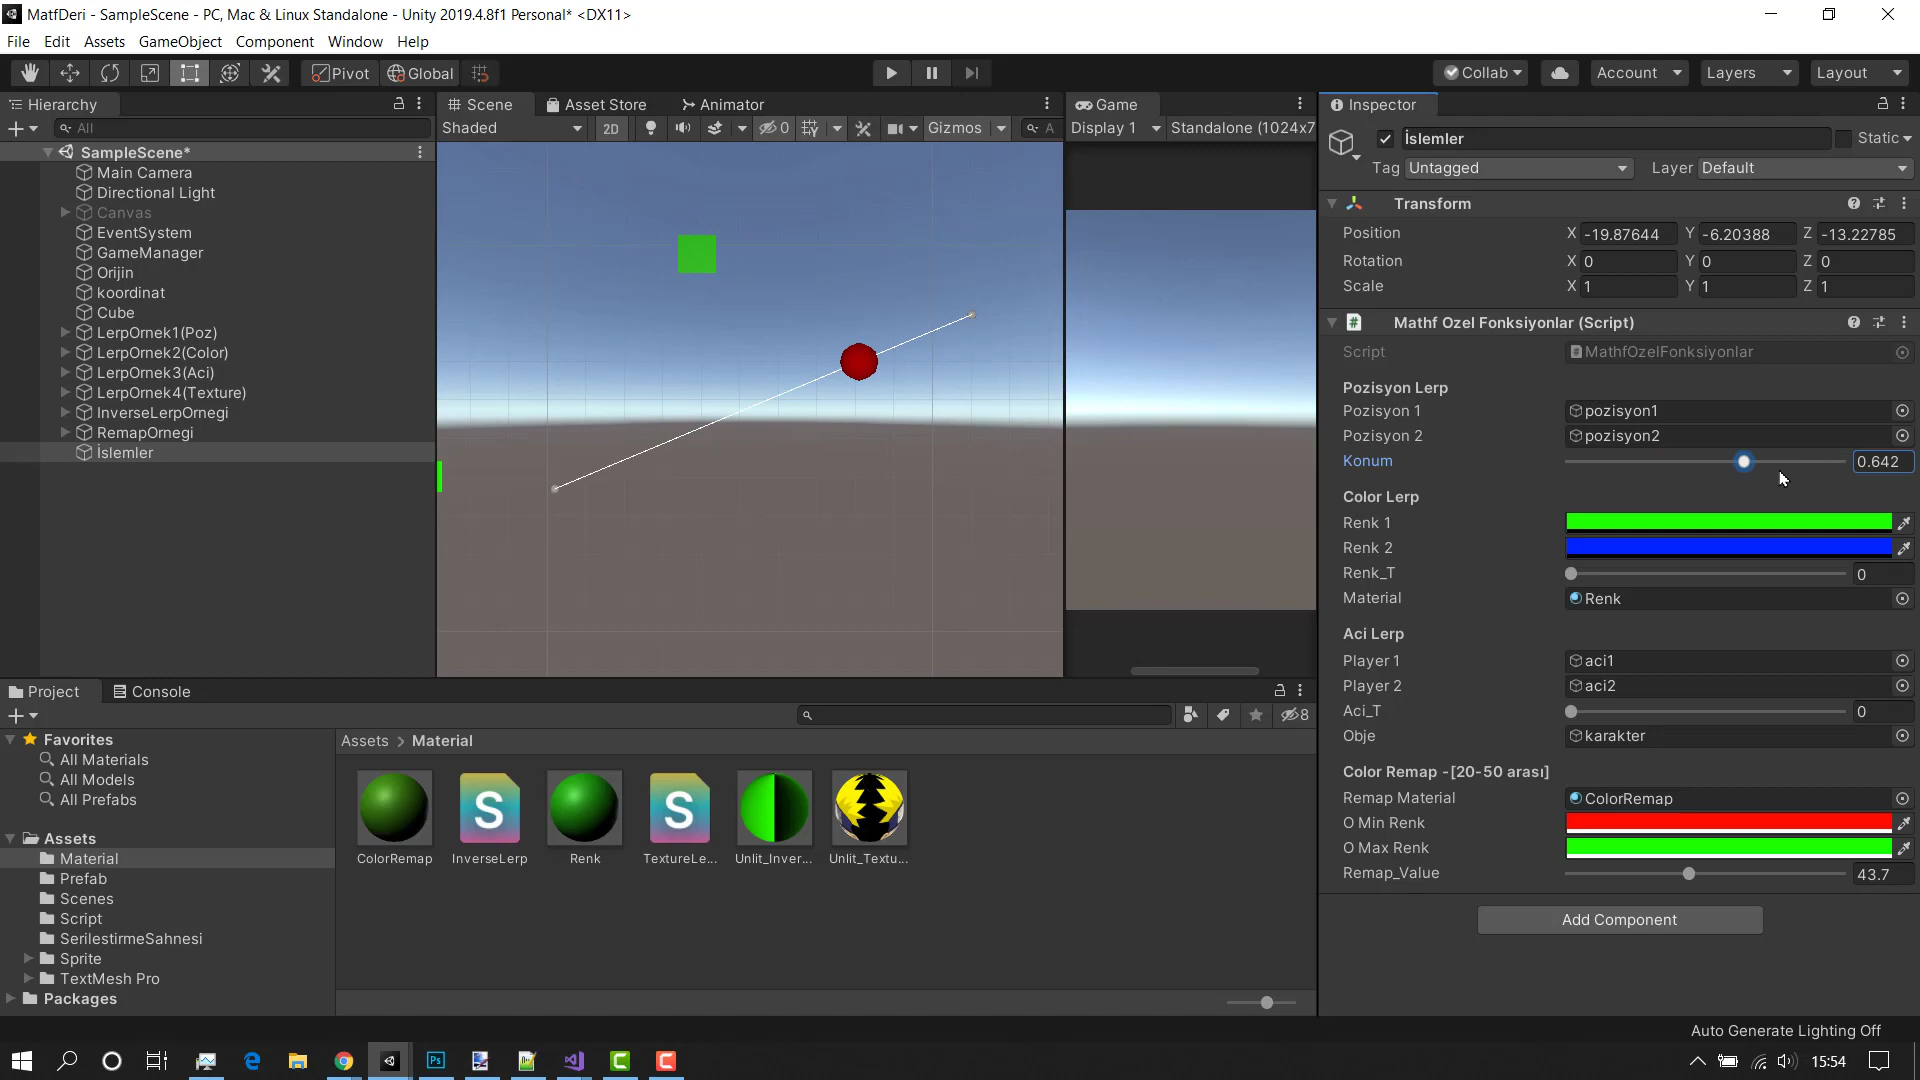 MatfDeri - SampleScene - PC, Mac & Linux Standalone - Unity 2019.4.8f1 Personal* <DX11>
File Edit Assets GameObject Component Window Help
Pivot Global Collab Account Layers Layout
Hierarchy
All
SampleScene*
Main Camera
Directional Light
Canvas
EventSystem
GameManager
Orijin
koordinat
Cube
LerpOrnek1(Poz)
LerpOrnek2(Color)
LerpOrnek3(Aci)
LerpOrnek4(Texture)
InverseLerpOrnegi
RemapOrnegi
İslemler
Scene Asset Store Animator
Shaded 2D 0 Gizmos A
Game
Display 1 Standalone (1024x7
Inspector
İslemler Static
Tag Untagged Layer Default
Transform
Position X -19.87644 Y -6.20388 Z -13.22785
Rotation X 0 Y 0 Z 0
Scale X 1 Y 1 Z 1
# Mathf Ozel Fonksiyonlar (Script)
Script MathfOzelFonksiyonlar
Pozisyon Lerp
Pozisyon 1 pozisyon1
Pozisyon 2 pozisyon2
Konum 0.642
Color Lerp
Renk 1
Renk 2
Renk_T 0
Material Renk
Aci Lerp
Player 1 aci1
Player 2 aci2
Aci_T 0
Obje karakter
Color Remap -[20-50 arası]
Remap Material ColorRemap
O Min Renk
O Max Renk
Remap_Value 43.7
Add Component
Project Console
8
Favorites
All Materials
All Models
All Prefabs
Assets
Material
Prefab
Scenes
Script
SerilestirmeSahnesi
Sprite
TextMesh Pro
Packages
Assets > Material
S S
ColorRemap InverseLerp Renk TextureLe... Unlit_Inver... Unlit_Textu...
Auto Generate Lighting Off
Ps
15:54